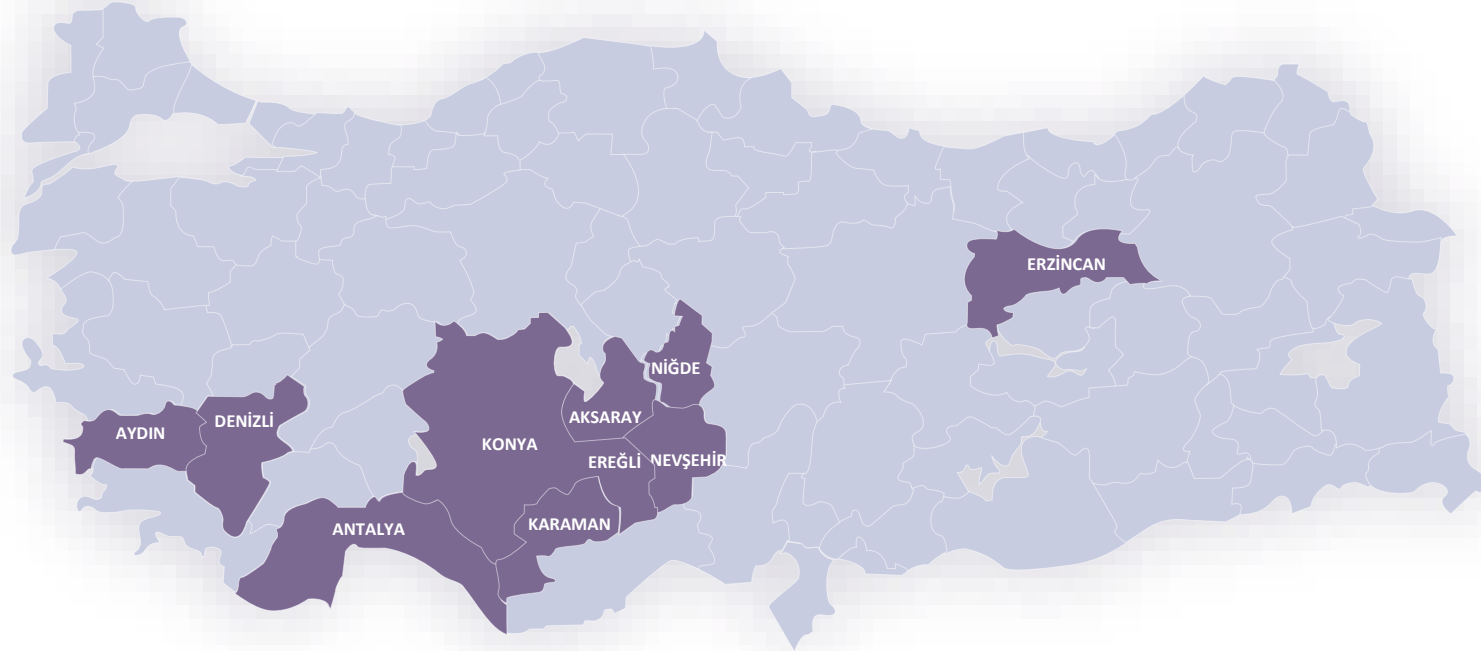 ERZİNCAN
NİĞDE
AKSARAY
DENİZLİ
AYDIN
KONYA
EREĞLİ
NEVŞEHİR
KARAMAN
ANTALYA